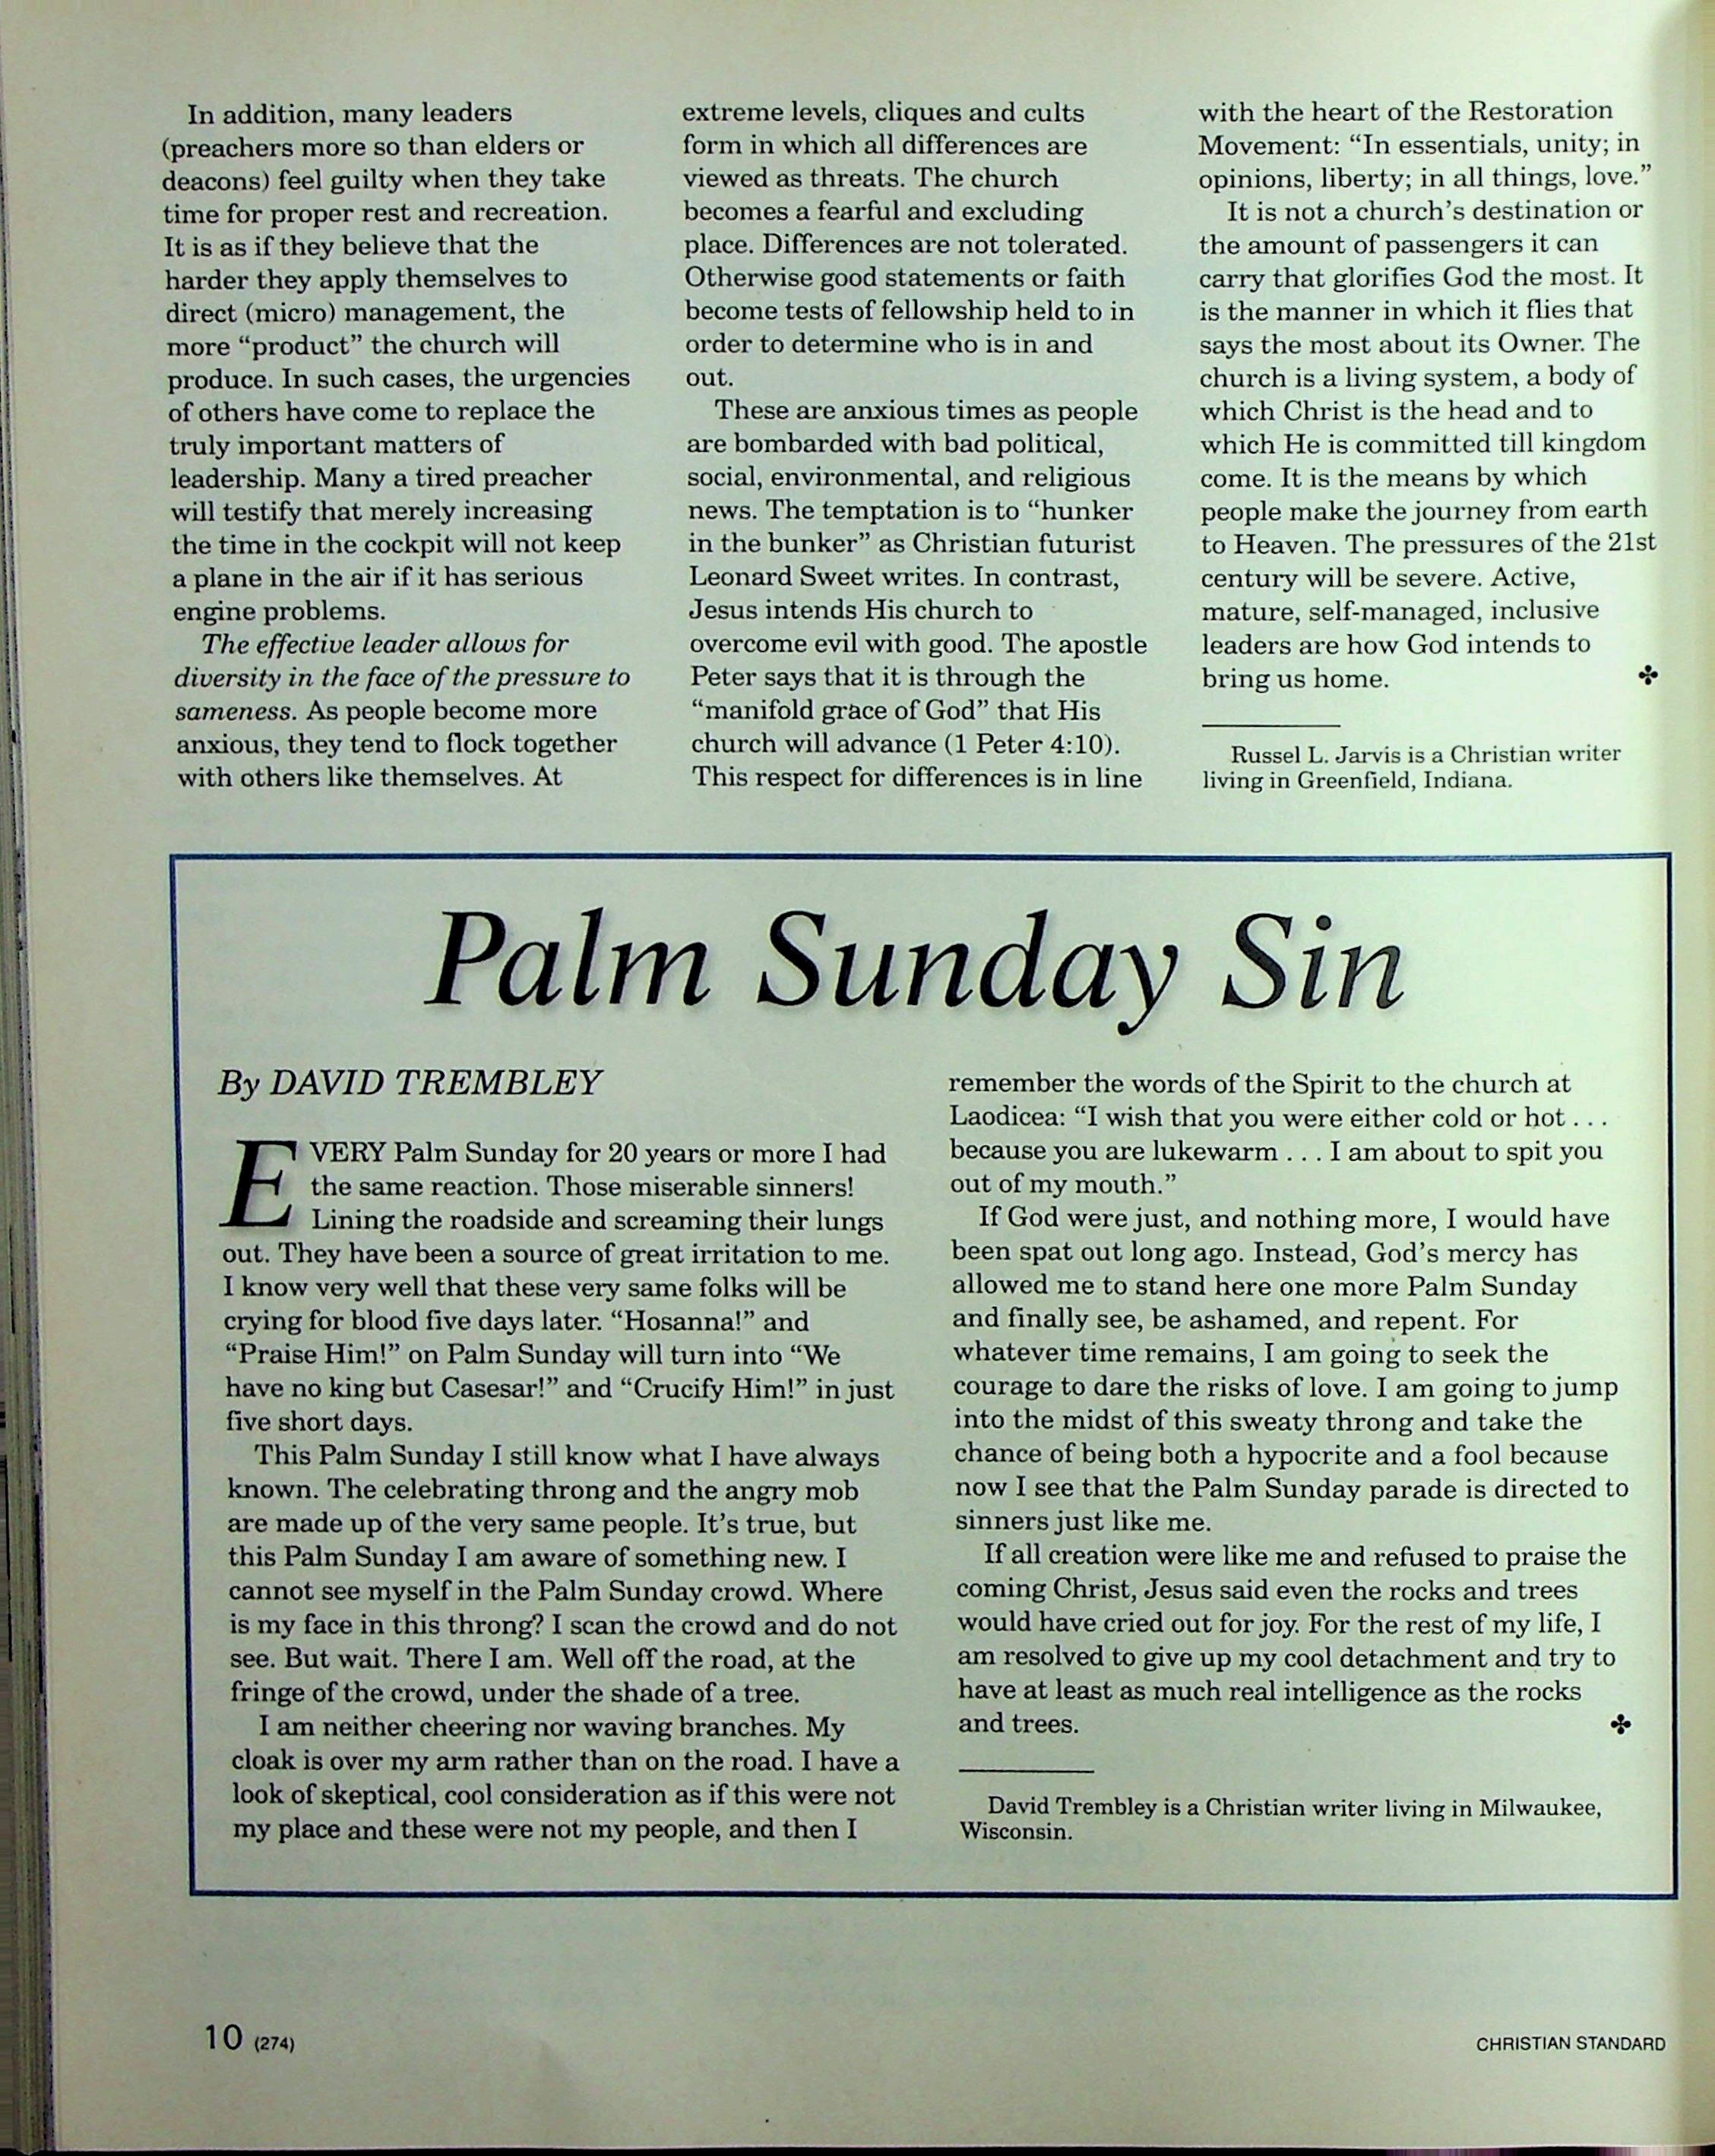 In addition, many leaders
(preachers more so than elders or
deacons) feel guilty when they take
time for proper rest and recreation.
It is as if they believe that the
harder they apply themselves to
direct (micro) management, the
more “product” the church will
produce. In such cases, the urgencies
of others have come to replace the
truly important matters of
leadership. Many a tired preacher
will testify that merely increasing
the time in the cockpit will not keep
a plane in the air if it has serious
engine problems.
The effective leader allows for
diversity in the face of the pressure to
sameness. As people become more
anxious, they tend to flock together
with others like themselves. At
extreme levels, cliques and cults
form in which all differences are
viewed as threats. The church
becomes a fearful and excluding
place. Differences are not tolerated.
Otherwise good statements or faith
become tests of fellowship held to in
order to determine who is in and
out.
These are anxious times as people
are bombarded with bad political,
social, environmental, and religious
news. The temptation is to “hunker
in the bunker” as Christian futurist
Leonard Sweet writes. In contrast,
Jesus intends His church to
overcome evil with good. The apostle
Peter says that it is through the
“manifold grace of God” that His
church will advance (1 Peter 4:10).
This respect for differences is in line
with the heart of the Restoration
Movement: “In essentials, unity; in
opinions, liberty; in all things, love.”
It is not a church’s destination or
the amount of passengers it can
carry that glorifies God the most. It
is the manner in which it flies that
says the most about its Owner. The
church is a living system, a body of
which Christ is the head and to
which He is committed till kingdom
come. It is the means by which
people make the journey from earth
to Heaven. The pressures of the 21st
century will be severe. Active,
mature, self-managed, inclusive
leaders are how God intends to
bring us home.
Russel L. Jarvis is a Christian writer
living in Greenfield, Indiana.
Palm Sunday Sin
By DAVID TREMBLEY
EVERY Palm Sunday for 20 years or more I had
the same reaction. Those miserable sinners!
Lining the roadside and screaming their lungs
out. They have been a source of great irritation to me.
I know very well that these very same folks will be
crying for blood five days later. “Hosanna!” and
“Praise Him!” on Palm Sunday will turn into “We
have no king but Casesar!” and “Crucify Him!” in just
five short days.
This Palm Sunday I still know what I have always
known. The celebrating throng and the angry mob
are made up of the very same people. It’s true, but
this Palm Sunday I am aware of something new. I
cannot see myself in the Palm Sunday crowd. Where
is my face in this throng? I scan the crowd and do not
see. But wait. There I am. Well off the road, at the
fringe of the crowd, under the shade of a tree.
I am neither cheering nor waving branches. My
cloak is over my arm rather than on the road. I have a
look of skeptical, cool consideration as if this were not
my place and these were not my people, and then I
remember the words of the Spirit to the church at
Laodicea: “I wish that you were either cold or hot . . .
because you are lukewarm . . . I am about to spit you
out of my mouth.”
If God were just, and nothing more, I would have
been spat out long ago. Instead, God’s mercy has
allowed me to stand here one more Palm Sunday
and finally see, be ashamed, and repent. For
whatever time remains, I am going to seek the
courage to dare the risks of love. I am going to jump
into the midst of this sweaty throng and take the
chance of being both a hypocrite and a fool because
now I see that the Palm Sunday parade is directed to
sinners just like me.
If all creation were like me and refused to praise the
coming Christ, Jesus said even the rocks and trees
would have cried out for joy. For the rest of my life, I
am resolved to give up my cool detachment and try to
have at least as much real intelligence as the rocks
and trees.
David Trembley is a Christian writer living in Milwaukee,
Wisconsin.
10 (274)
CHRISTIAN STANDARD